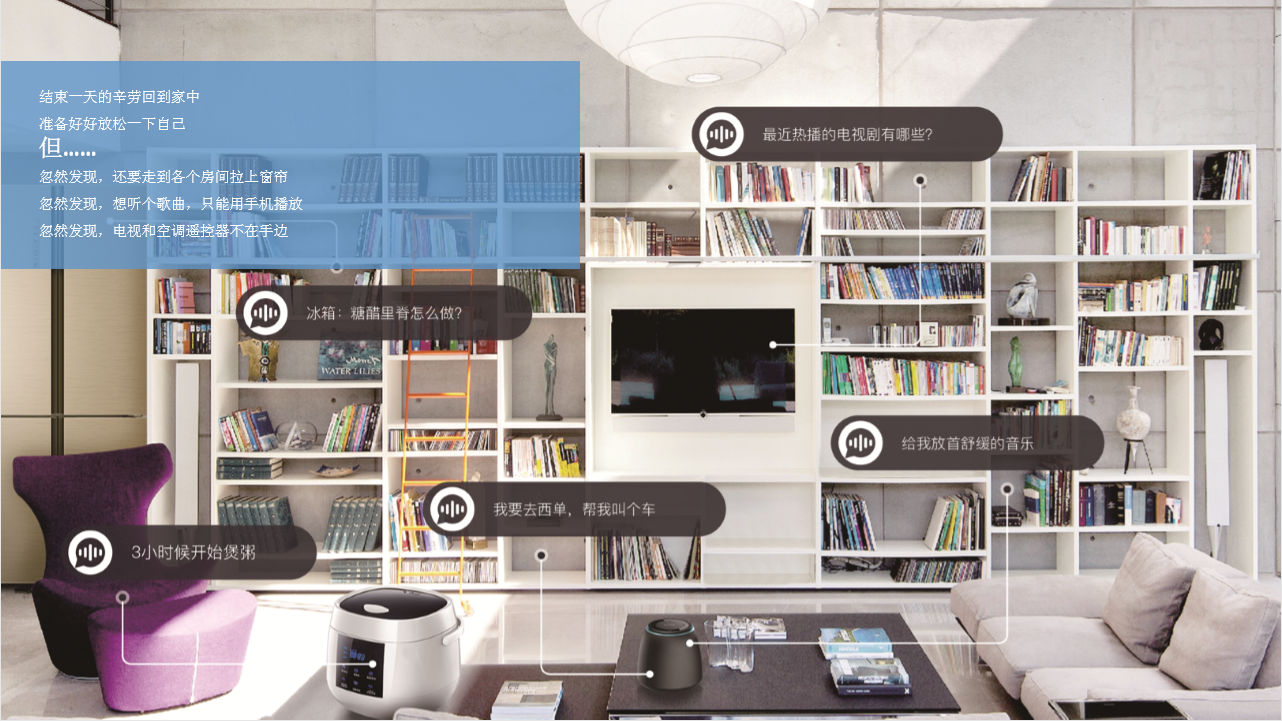 结束一天的辛劳回到家中
准备好好放松一下自己
但……
忽然发现，还要走到各个房间拉上窗帘
忽然发现，想听个歌曲，只能用手机播放
忽然发现，电视和空调遥控器不在手边
最近热播的电视剧有哪些？
冰箱：糖醋里脊怎么做？
Monet
WATER LILIES
给我放首舒缓的音乐
我要去西单，帮我叫个车
3小时候开始煲粥